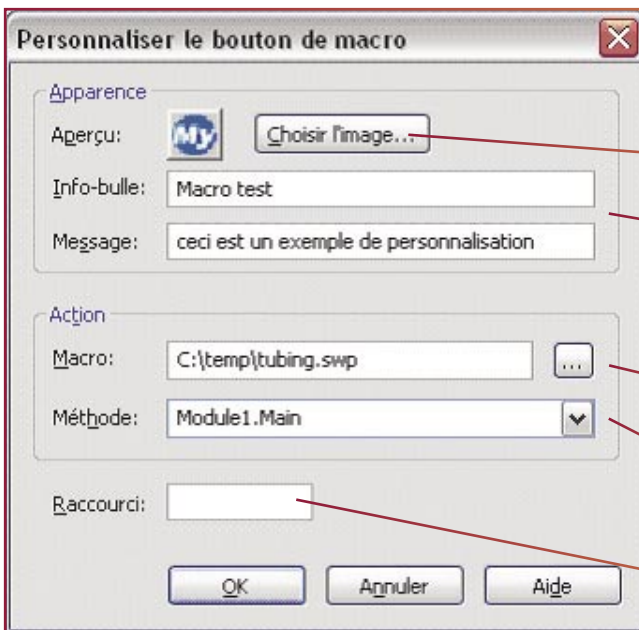 Personnaliser le bouton de macro
Apparence
Aperçu:
My
Choisir l'image...
Info-bulle:
Macro test
Message:
ceci est un exemple de personnalisation
Action
Macro:
C:\temp\tubing.swp
...
Méthode:
Module1.Main
Raccourci:
OK
Annuler
Aide